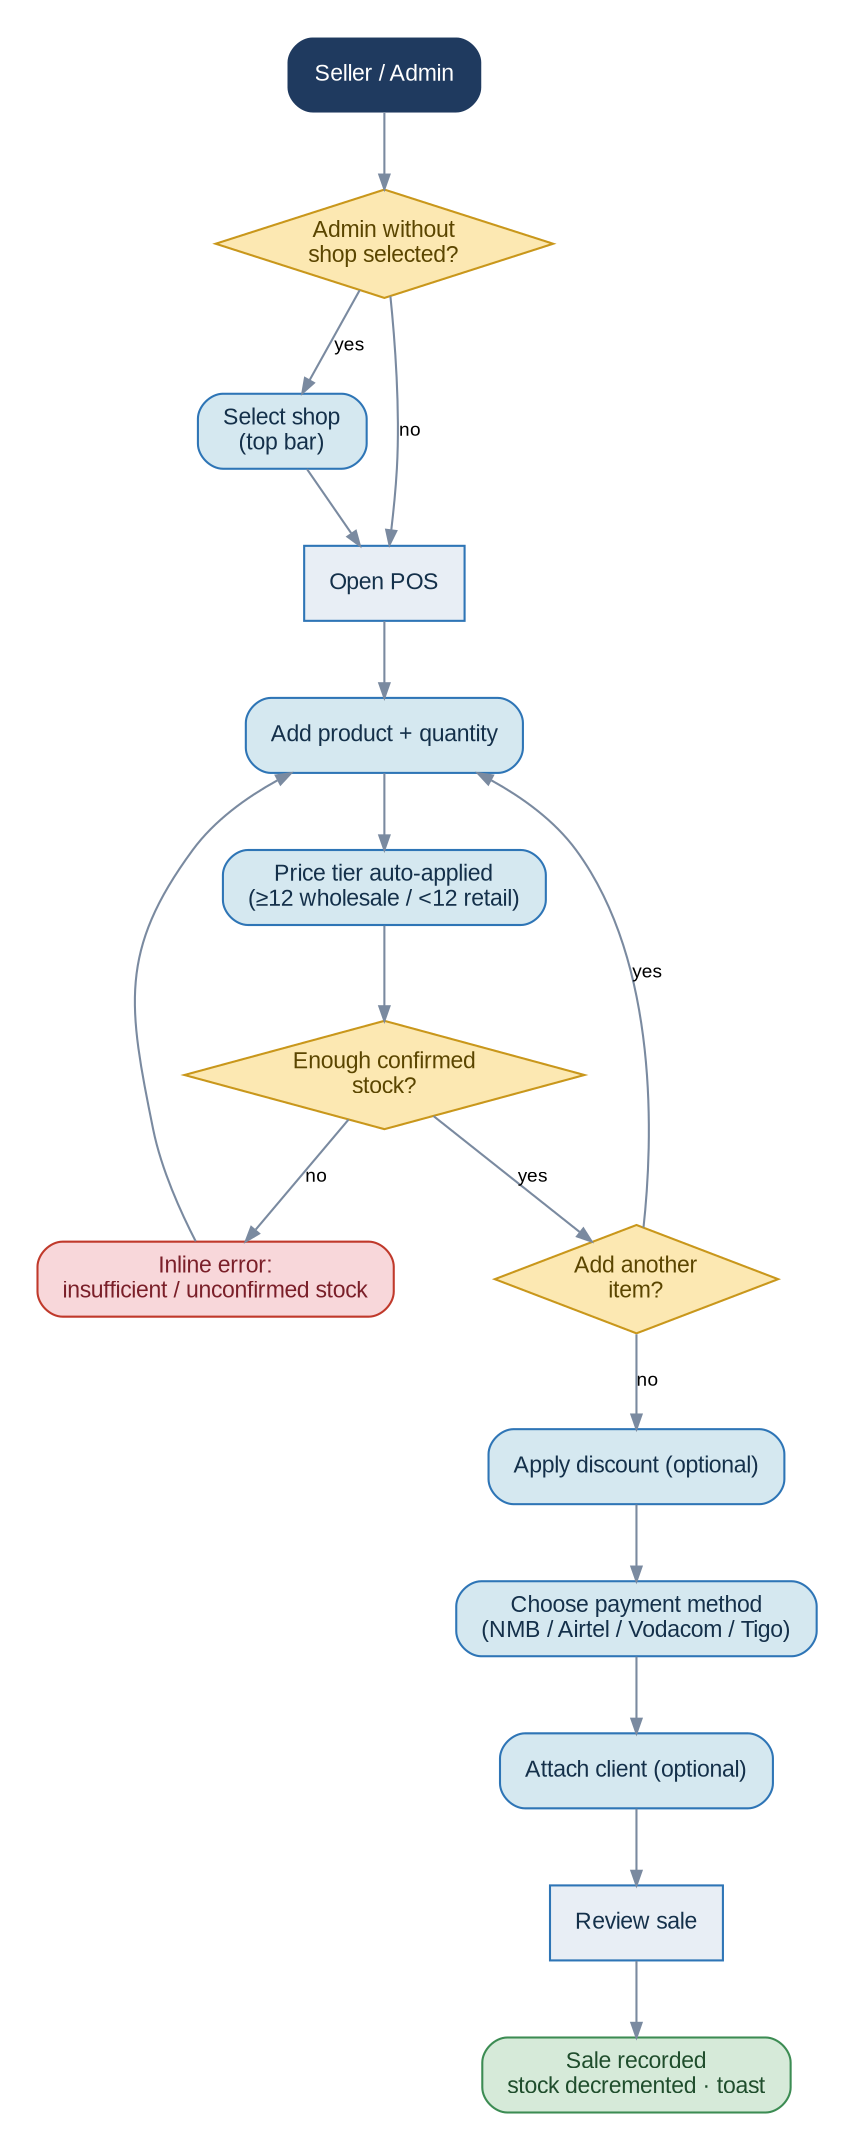 Seller / Admin
Admin without
shop selected?
yes
Select shop
(top bar)
no
Open POS
Add product + quantity
Price tier auto-applied
(≥12 wholesale / <12 retail)
yes
Enough confirmed
stock?
no
yes
Inline error:
insufficient / unconfirmed stock
Add another
item?
no
Apply discount (optional)
Choose payment method
(NMB / Airtel / Vodacom / Tigo)
Attach client (optional)
Review sale
Sale recorded
stock decremented · toast